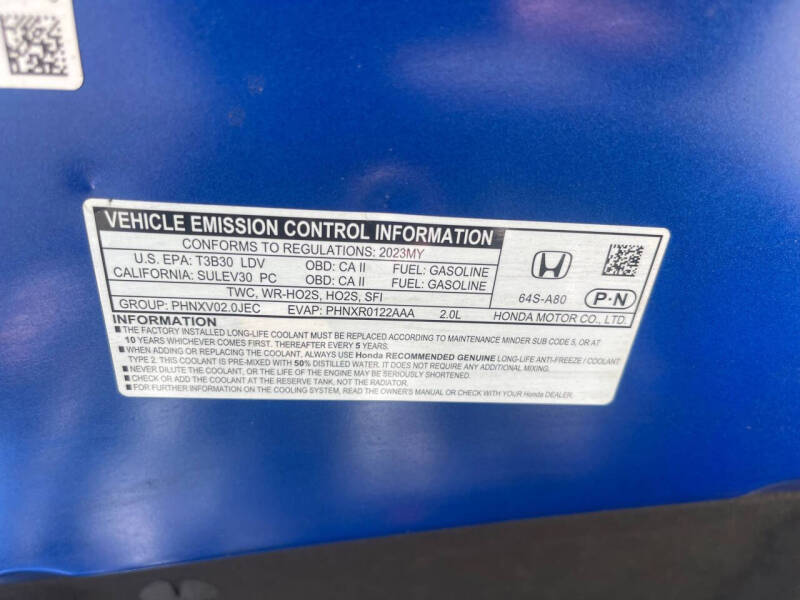 VEHICLE EMISSION CONTROL INFORMATION
CONFORMS TO REGULATIONS: 2023MY
U.S. EPA: T3B30 LDV OBD: CA II FUEL: GASOLINE
CALIFORNIA: SULEV30 PC OBD: CA II FUEL: GASOLINE
TWC, WR-HO2S, HO2S, SFI
GROUP: PHNXV02.0JEC EVAP: PHNXR0122AAA 2.0L
64S-A80 P·N
HONDA MOTOR CO., LTD.
INFORMATION
■ THE FACTORY INSTALLED LONG-LIFE COOLANT MUST BE REPLACED ACCORDING TO MAINTENANCE MINDER SUB CODE 5, OR AT
10 YEARS WHICHEVER COMES FIRST. THEREAFTER EVERY 5 YEARS.
■ WHEN ADDING OR REPLACING THE COOLANT, ALWAYS USE Honda RECOMMENDED GENUINE LONG-LIFE ANTI-FREEZE / COOLANT
TYPE 2. THIS COOLANT IS PRE-MIXED WITH 50% DISTILLED WATER. IT DOES NOT REQUIRE ANY ADDITIONAL MIXING.
■ NEVER DILUTE THE COOLANT, OR THE LIFE OF THE ENGINE MAY BE SERIOUSLY SHORTENED.
■ CHECK OR ADD THE COOLANT AT THE RESERVE TANK, NOT THE RADIATOR.
■ FOR FURTHER INFORMATION ON THE COOLING SYSTEM, READ THE OWNER'S MANUAL OR CHECK WITH YOUR Honda DEALER.